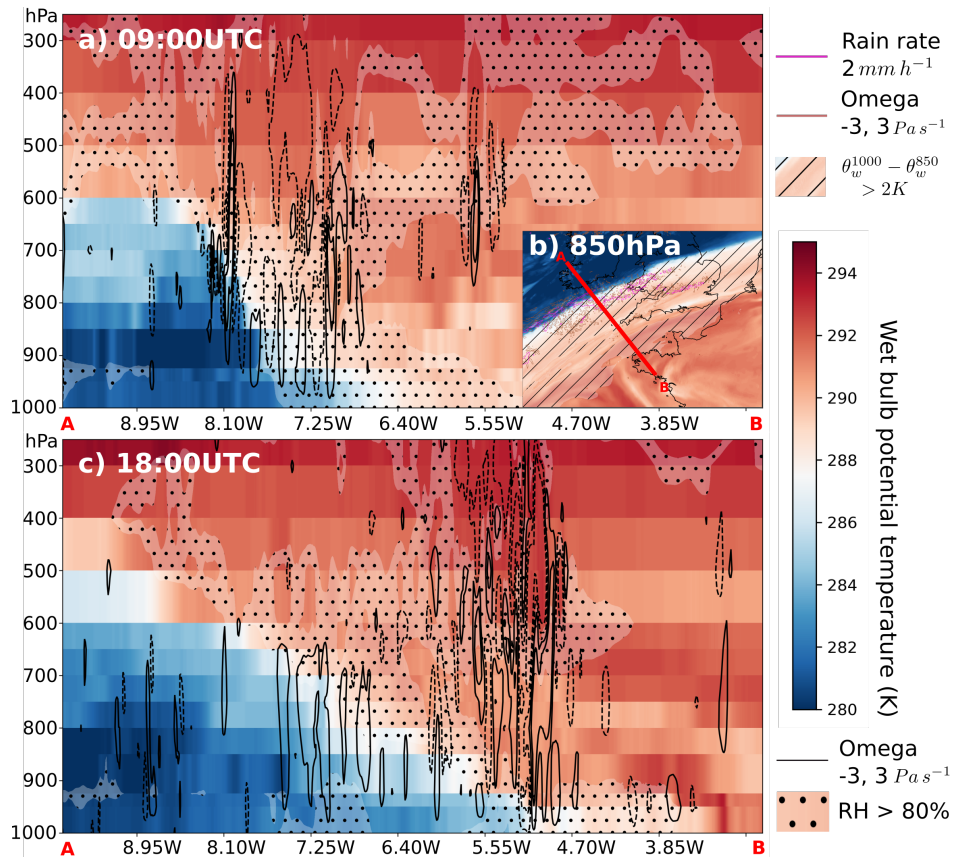 hPa
a) 09:00UTC
300
400
500
600
700
800
900
1000
A
8.95W
8.10W
7.25W
6.40W
5.55W
4.70W
3.85W
B
b) 850hPa
A
B
hPa
c) 18:00UTC
300
400
500
600
700
800
900
1000
A
8.95W
8.10W
7.25W
6.40W
5.55W
4.70W
3.85W
B
Rain rate
2 mm h⁻¹
Omega
-3, 3 Pa s⁻¹
θ_w^1000 − θ_w^850
> 2K
294
292
290
288
286
284
282
280
Wet bulb potential temperature (K)
Omega
-3, 3 Pa s⁻¹
RH > 80%